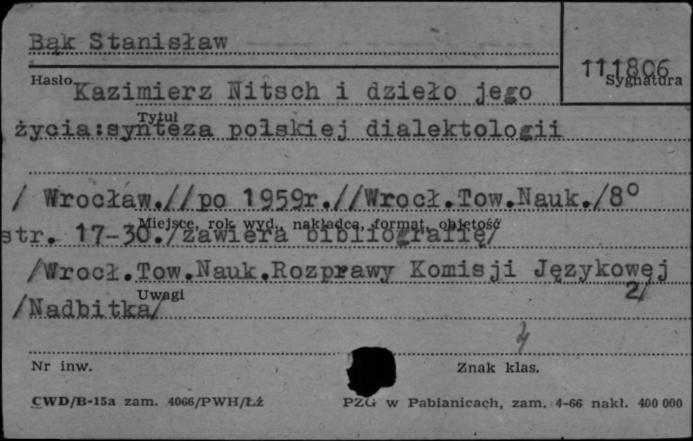 Bąk Stanisław
111806
Hasło
Sygnatura
Kazimierz Nitsch i dzieło jego
Tytuł
życia:synteza polskiej dialektologii
/ Wrocław.//po 1959r.//Wrocł.Tow.Nauk./8°
Miejsce, rok wyd., nakładca, format, objętość
str. 17-30./zawiera bibliografię/
/Wrocł.Tow.Nauk.Rozprawy Komisji Językowej
2/
Uwagi
/Nadbitka/
Nr inw.
Znak klas.
CWD/B-15a zam. 4066/PWH/Łź
PZG w Pabianicach, zam. 4-66 nakł. 400 000